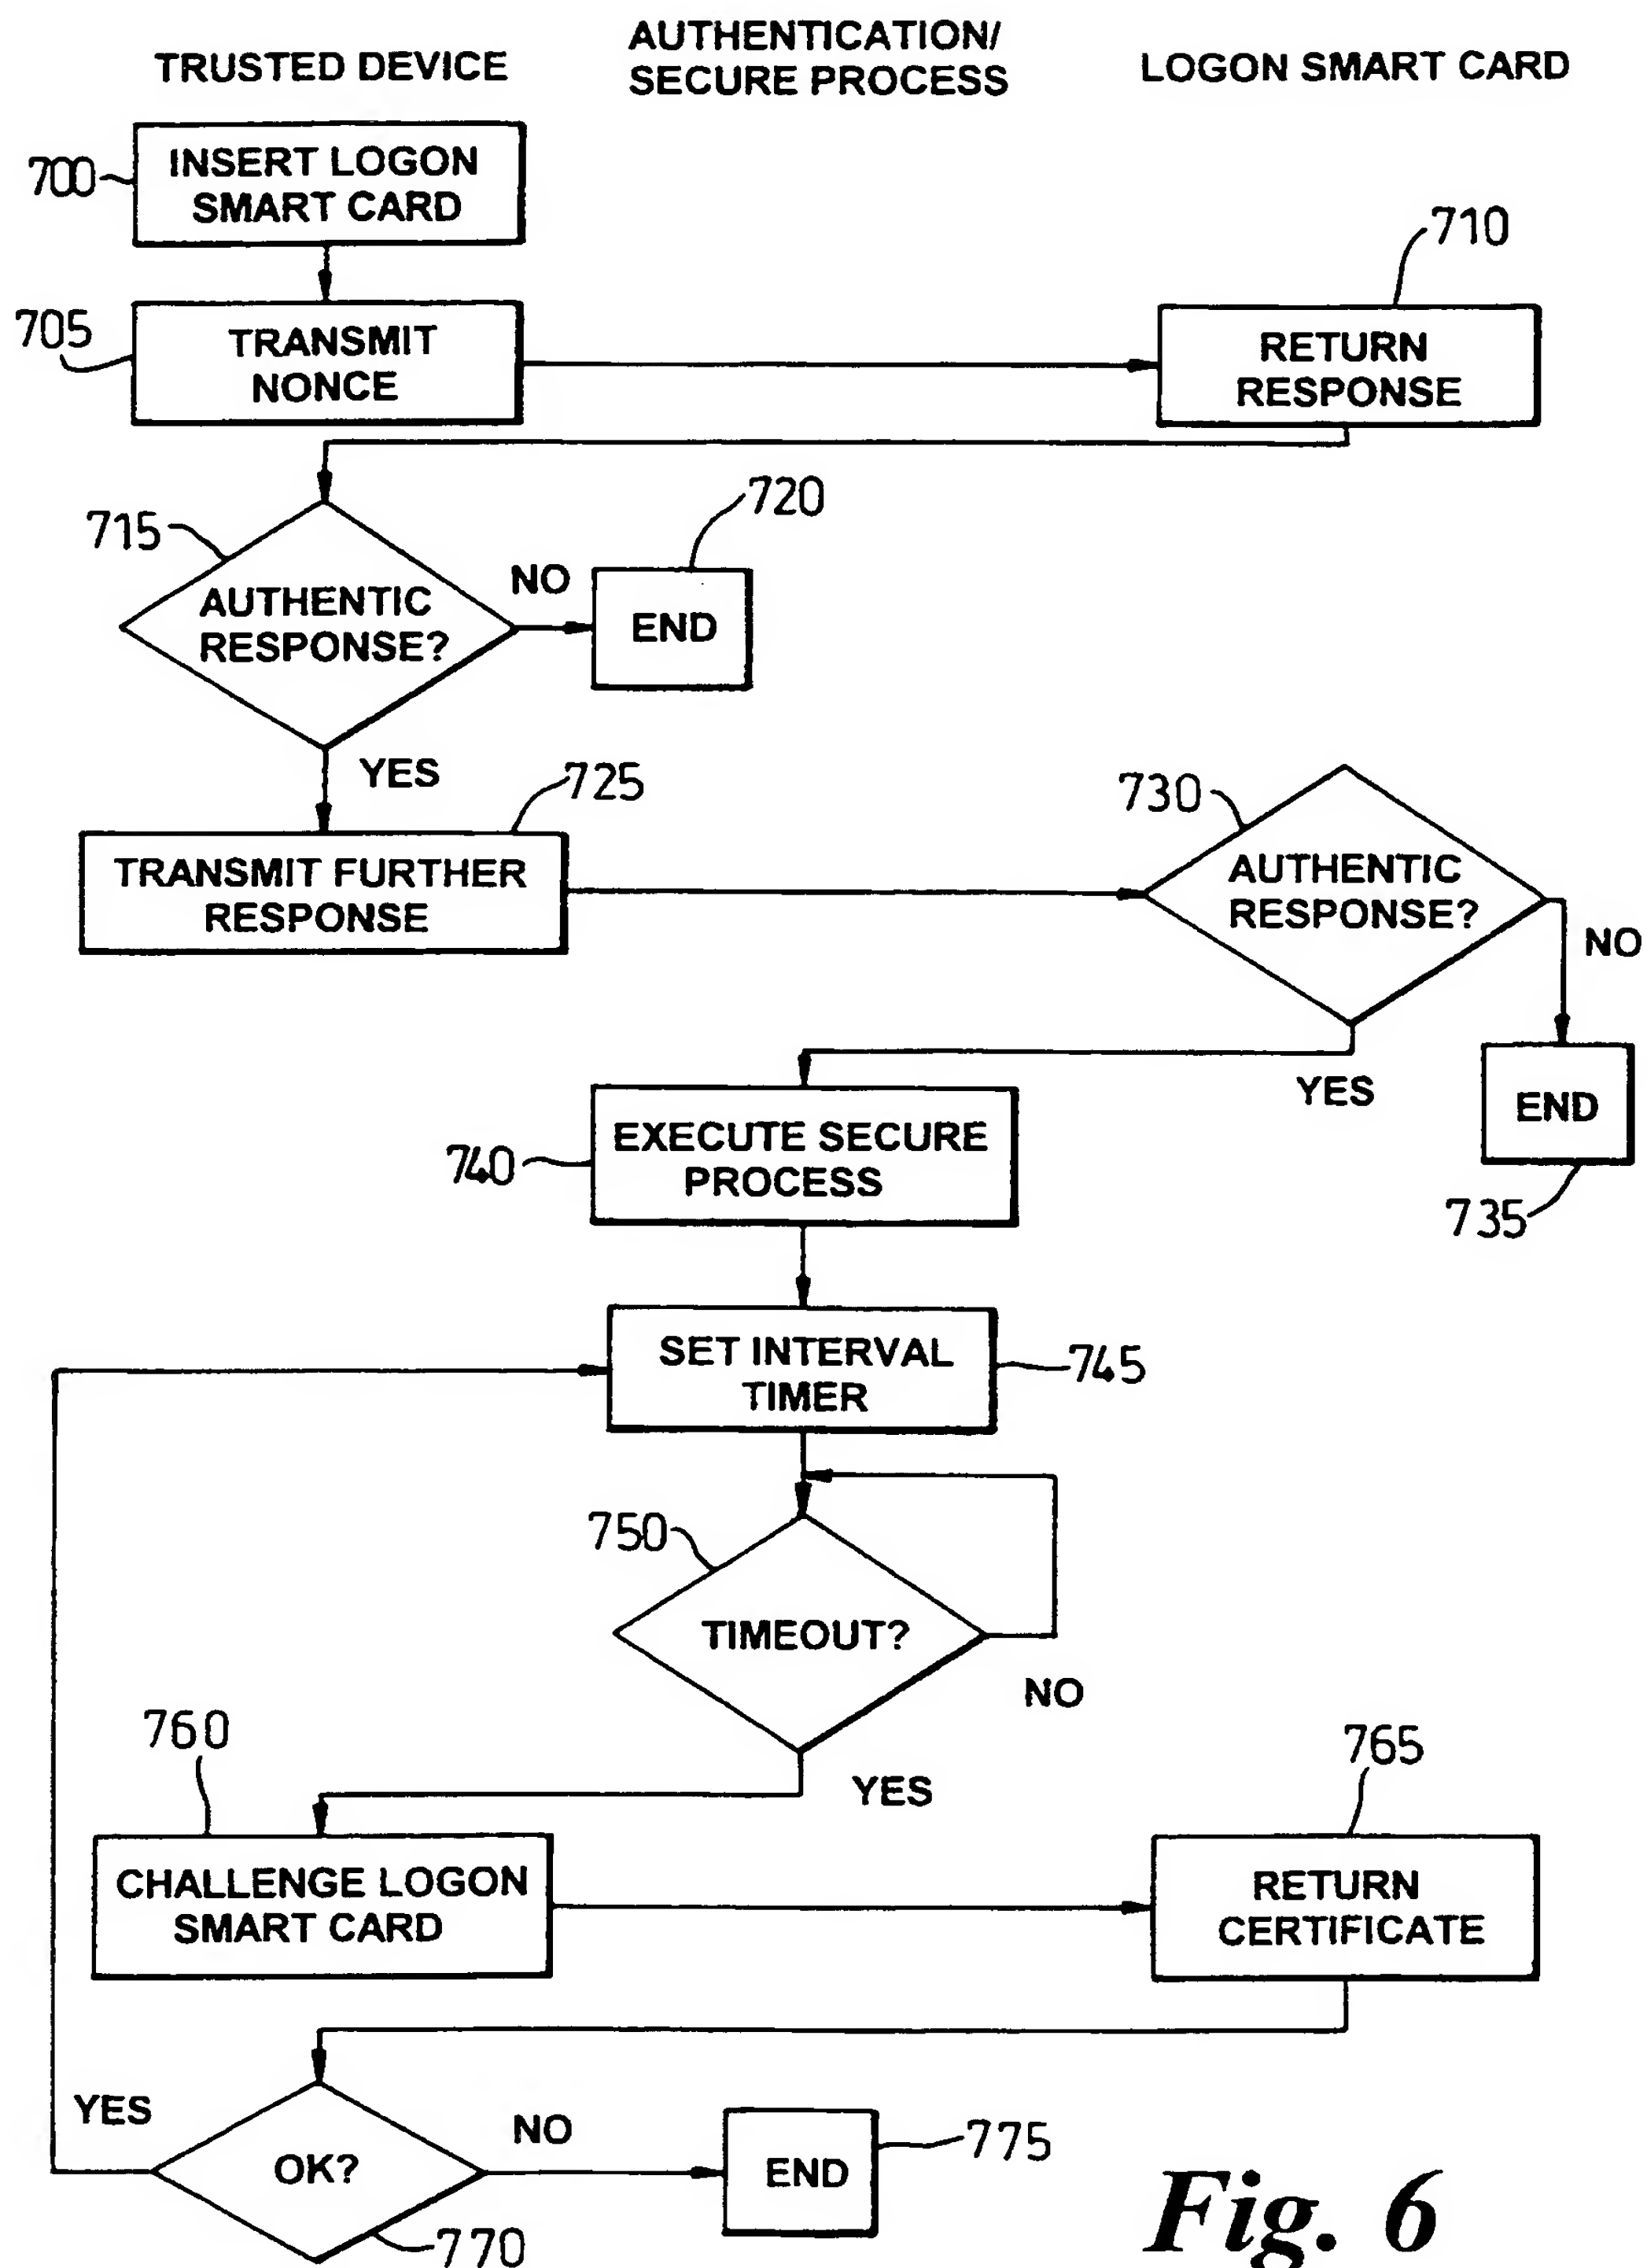 TRUSTED DEVICE
AUTHENTICATION/
SECURE PROCESS
LOGON SMART CARD
700
INSERT LOGON
SMART CARD
710
705
TRANSMIT
NONCE
RETURN
RESPONSE
715
720
AUTHENTIC
RESPONSE?
NO
END
YES
725
730
TRANSMIT FURTHER
RESPONSE
AUTHENTIC
RESPONSE?
NO
YES
END
735
740
EXECUTE SECURE
PROCESS
SET INTERVAL
TIMER
745
750
TIMEOUT?
NO
YES
760
765
CHALLENGE LOGON
SMART CARD
RETURN
CERTIFICATE
YES
OK?
NO
END
775
770
Fig. 6